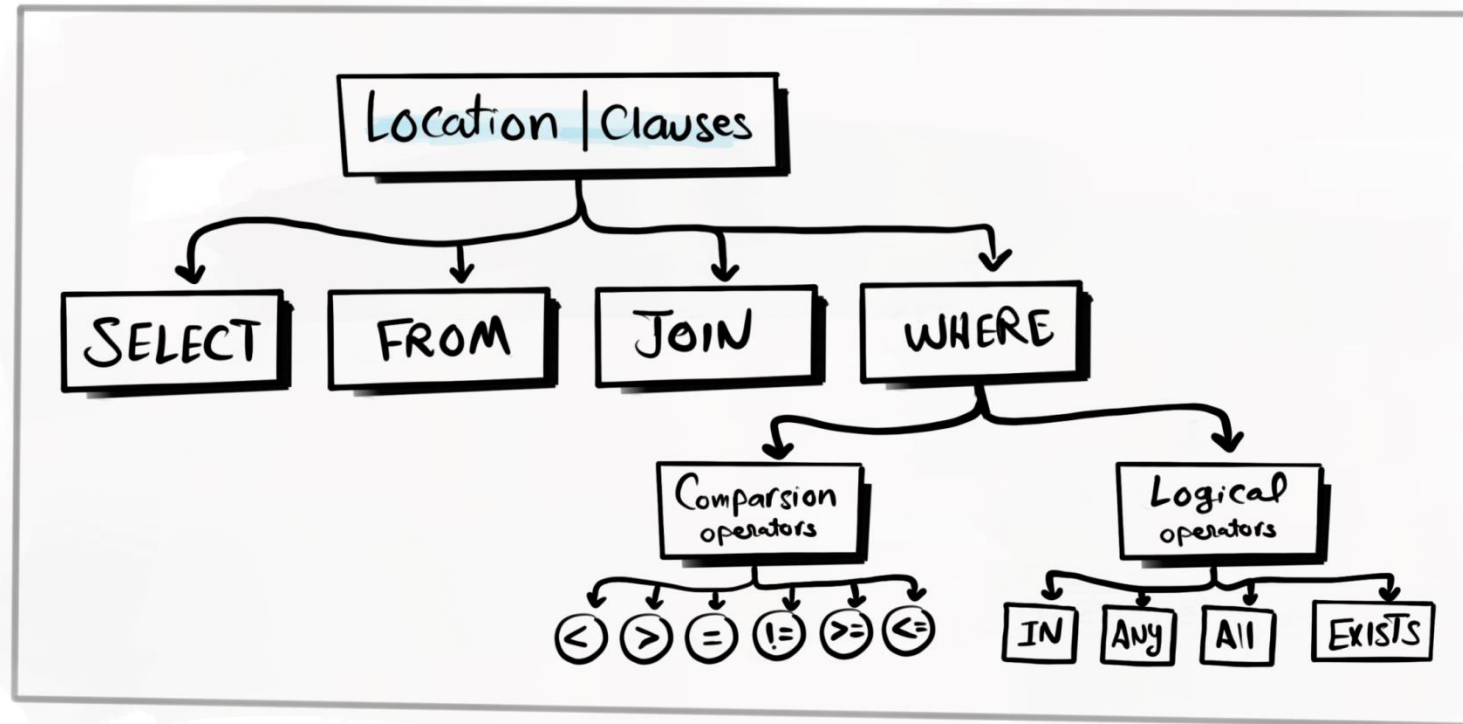 Location | Clauses
SELECT
FROM
JOIN
WHERE
Comparsion
operators
Logical
operators
<
>
=
!=
>=
<=
IN
Any
All
EXISTS